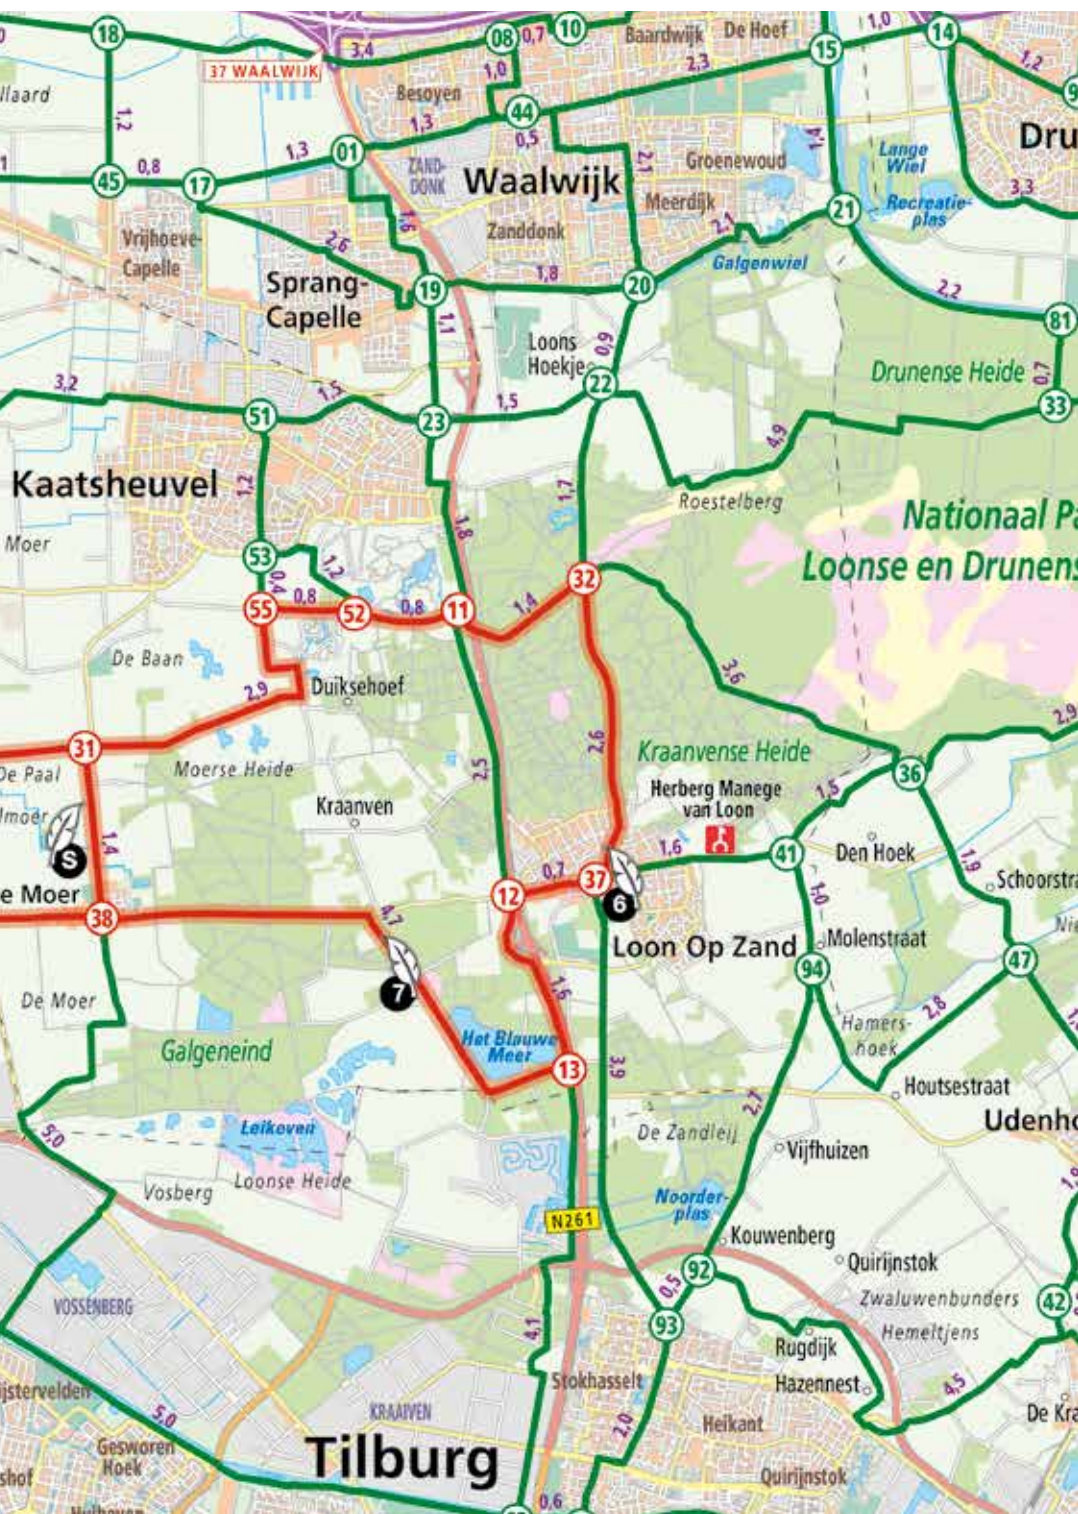 18
3,4
08
0,7
10
Baardwijk
De Hoef
15
1,0
14
37 WAALWIJK
1,0
2,3
1,2
Besoyen
44
1,2
1,3
0,5
01
1,3
0,8
45
17
ZAND-
DONK
Waalwijk
2,1
Groenewoud
1,4
Lange
Wiel
Dru
3,3
Meerdijk
21
Recreatie-
plas
Vrijhoeve-
Capelle
2,6
1,6
Zanddonk
2,1
Galgenwiel
Sprang-
Capelle
19
1,8
20
2,2
81
1,1
Loons
Hoekje
0,9
Drunense Heide
0,7
3,2
1,5
22
33
51
23
1,5
4,9
Kaatsheuvel
1,2
1,7
Roestelberg
Nationaal Pa
Moer
1,8
Loonse en Drunens
53
1,2
0,4
32
55
0,8
52
0,8
11
1,4
De Baan
2,9
Duiksehoef
3,6
31
2,6
2,9
De Paal
Moerse Heide
2,5
Kraanvense Heide
36
Kraanven
Herberg Manege
van Loon
1,5
S
1,4
1,6
41
Den Hoek
1,9
Schoorstra
e Moer
0,7
37
12
6
1,0
38
4,7
Loon Op Zand
Molenstraat
47
94
7
De Moer
1,6
2,8
Hamers-
hoek
Galgeneind
Het Blauwe
Meer
13
3,9
Houtsestraat
Udenho
5,0
Leikoven
De Zandleij
2,7
Vijfhuizen
Loonse Heide
Vosberg
Noorder-
plas
N261
Kouwenberg
VOSSENBERG
92
Quirijnstok
0,5
Zwaluwenbunders
42
93
Hemeltjens
4,1
Rugdijk
ijstervelden
Stokhasselt
Hazennest
4,5
5,0
KRAAIVEN
2,0
Heikant
De Kra
Gesworen
Hoek
Tilburg
Quirijnstok
shof
0,6